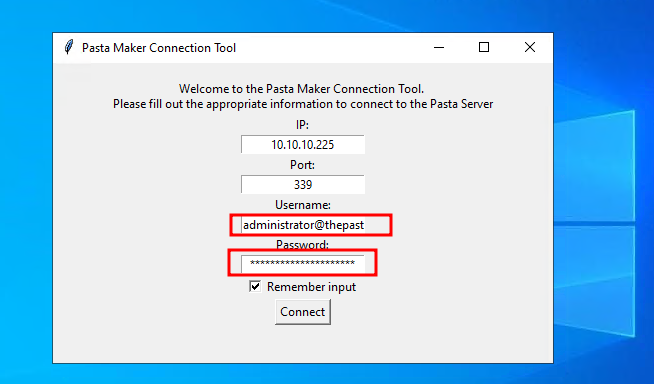 Pasta Maker Connection Tool
Welcome to the Pasta Maker Connection Tool.
Please fill out the appropriate information to connect to the Pasta Server
IP:
10.10.10.225
Port:
339
Username:
administrator@thepast
Password:
*********************
Remember input
Connect